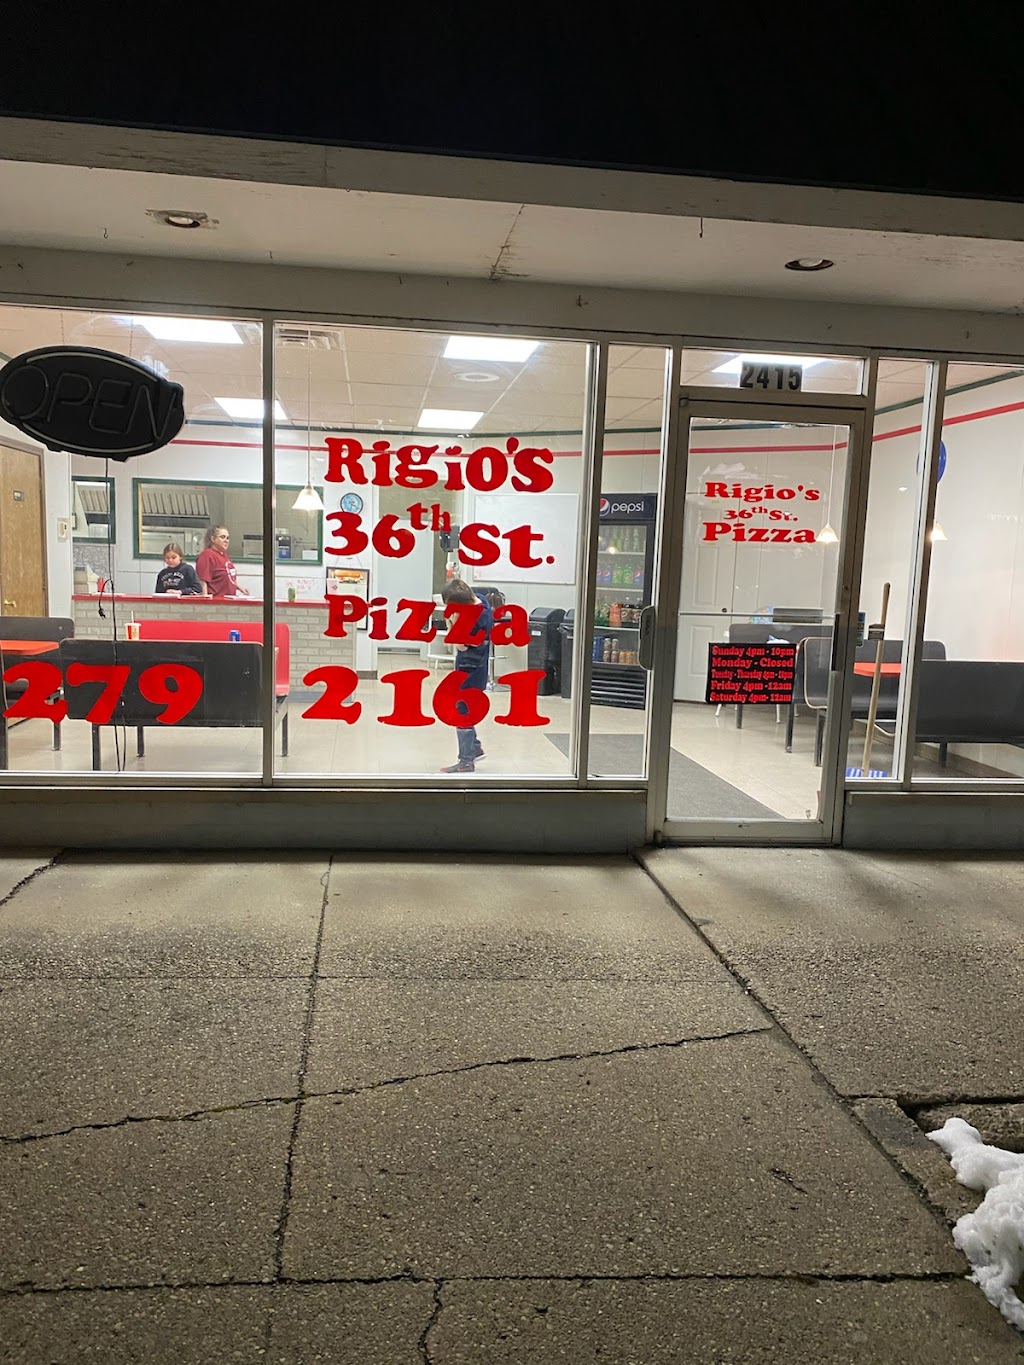 OPEN
2415
Rigio's
36th St.
Pizza
279
2161
pepsi
Rigio's
36th St.
Pizza
Sunday 4pm - 10pm
Monday - Closed
Tuesday - Thursday 4pm - 10pm
Friday 4pm - 12am
Saturday 4pm - 12am